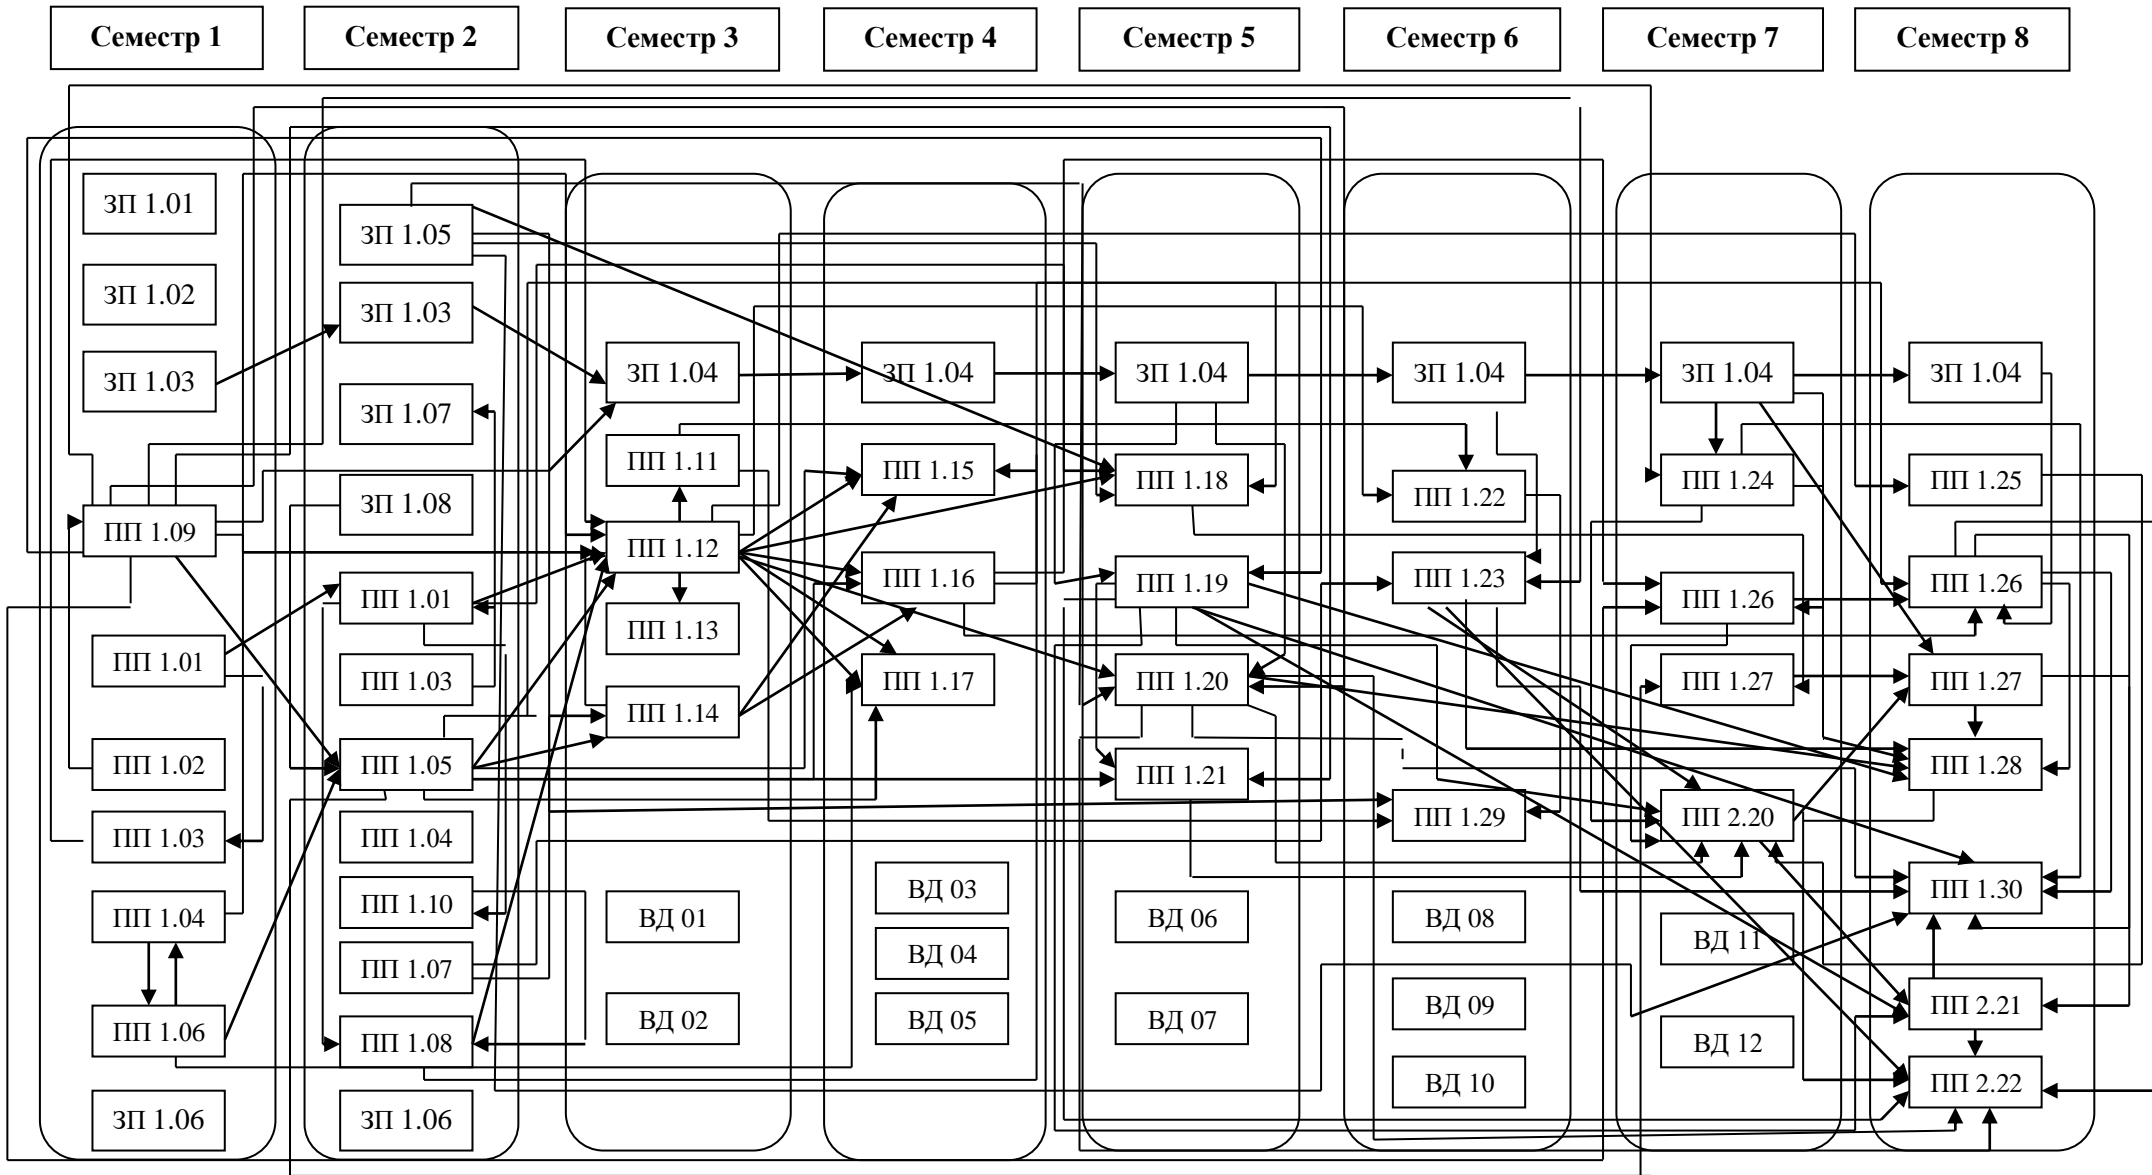 Семестр 1
Семестр 2
Семестр 3
Семестр 4
Семестр 5
Семестр 6
Семестр 7
Семестр 8
ЗП 1.01
ЗП 1.02
ЗП 1.03
ПП 1.09
ПП 1.01
ПП 1.02
ПП 1.03
ПП 1.04
ПП 1.06
ЗП 1.06
ЗП 1.05
ЗП 1.03
ЗП 1.07
ЗП 1.08
ПП 1.01
ПП 1.03
ПП 1.05
ПП 1.04
ПП 1.10
ПП 1.07
ПП 1.08
ЗП 1.06
ЗП 1.04
ПП 1.11
ПП 1.12
ПП 1.13
ПП 1.14
ВД 01
ВД 02
ЗП 1.04
ПП 1.15
ПП 1.16
ПП 1.17
ВД 03
ВД 04
ВД 05
ЗП 1.04
ПП 1.18
ПП 1.19
ПП 1.20
ПП 1.21
ВД 06
ВД 07
ЗП 1.04
ПП 1.22
ПП 1.23
ПП 1.29
ВД 08
ВД 09
ВД 10
ЗП 1.04
ПП 1.24
ПП 1.26
ПП 1.27
ПП 2.20
ВД 11
ВД 12
ЗП 1.04
ПП 1.25
ПП 1.26
ПП 1.27
ПП 1.28
ПП 1.30
ПП 2.21
ПП 2.22